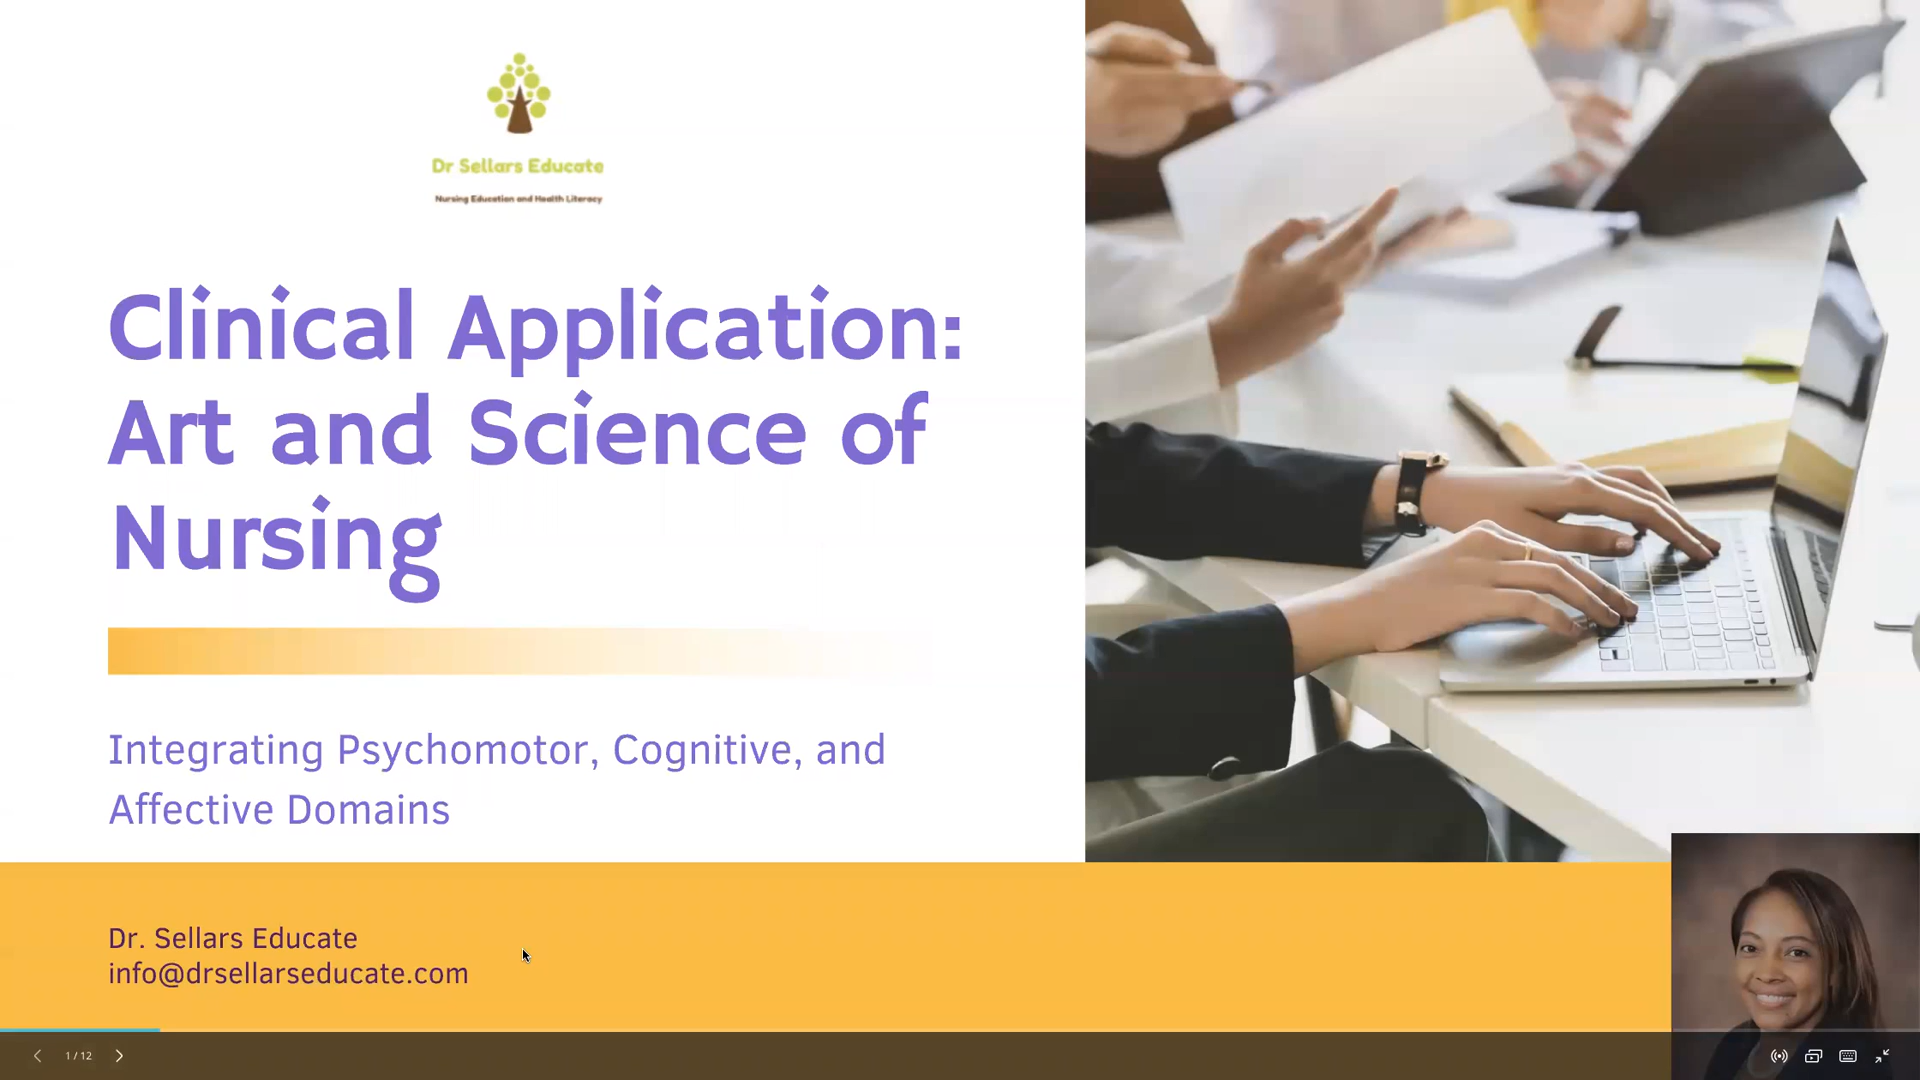 Dr Sellars Educate
Nursing Education and Health Literacy
Clinical Application:
Art and Science of
Nursing
Integrating Psychomotor, Cognitive, and
Affective Domains
Dr. Sellars Educate
info@drsellarseducate.com
1 / 12